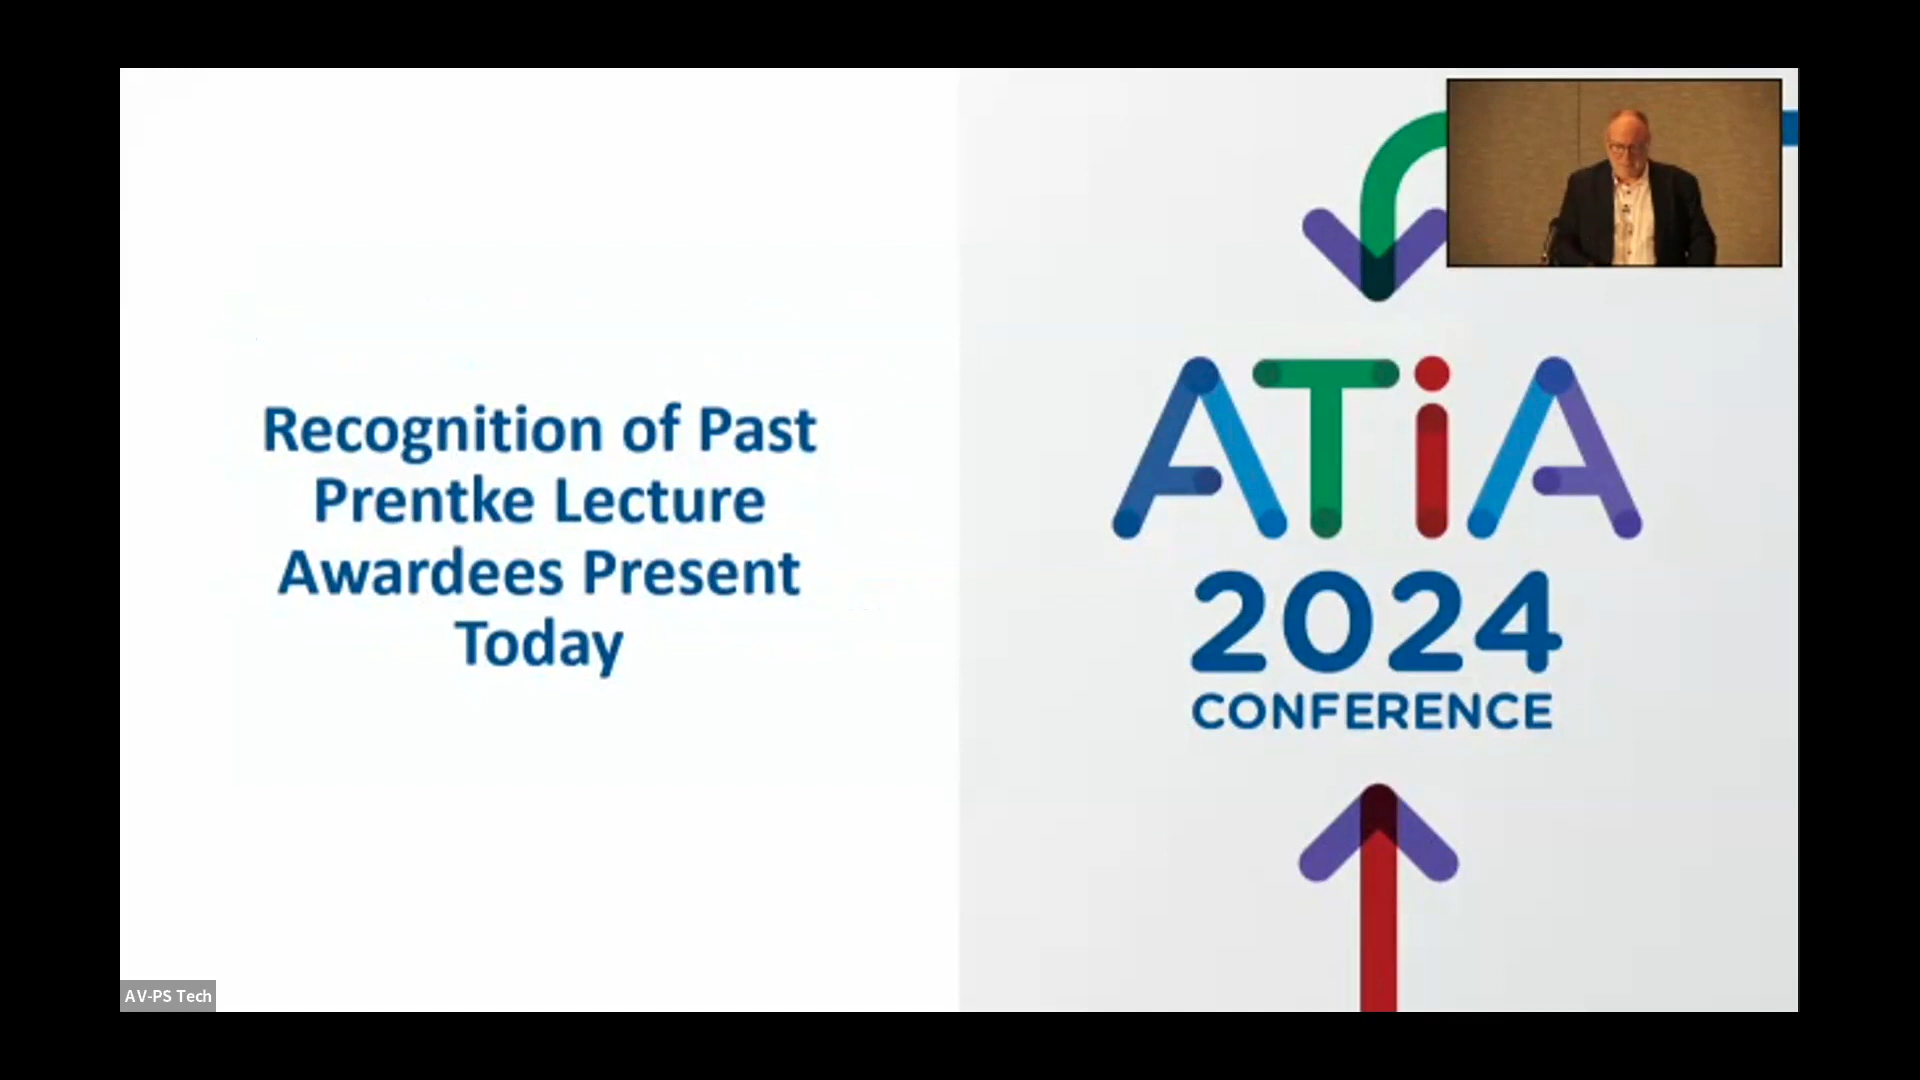 Recognition of Past
Prentke Lecture
Awardees Present
Today
ATiA
2024
CONFERENCE
AV-PS Tech